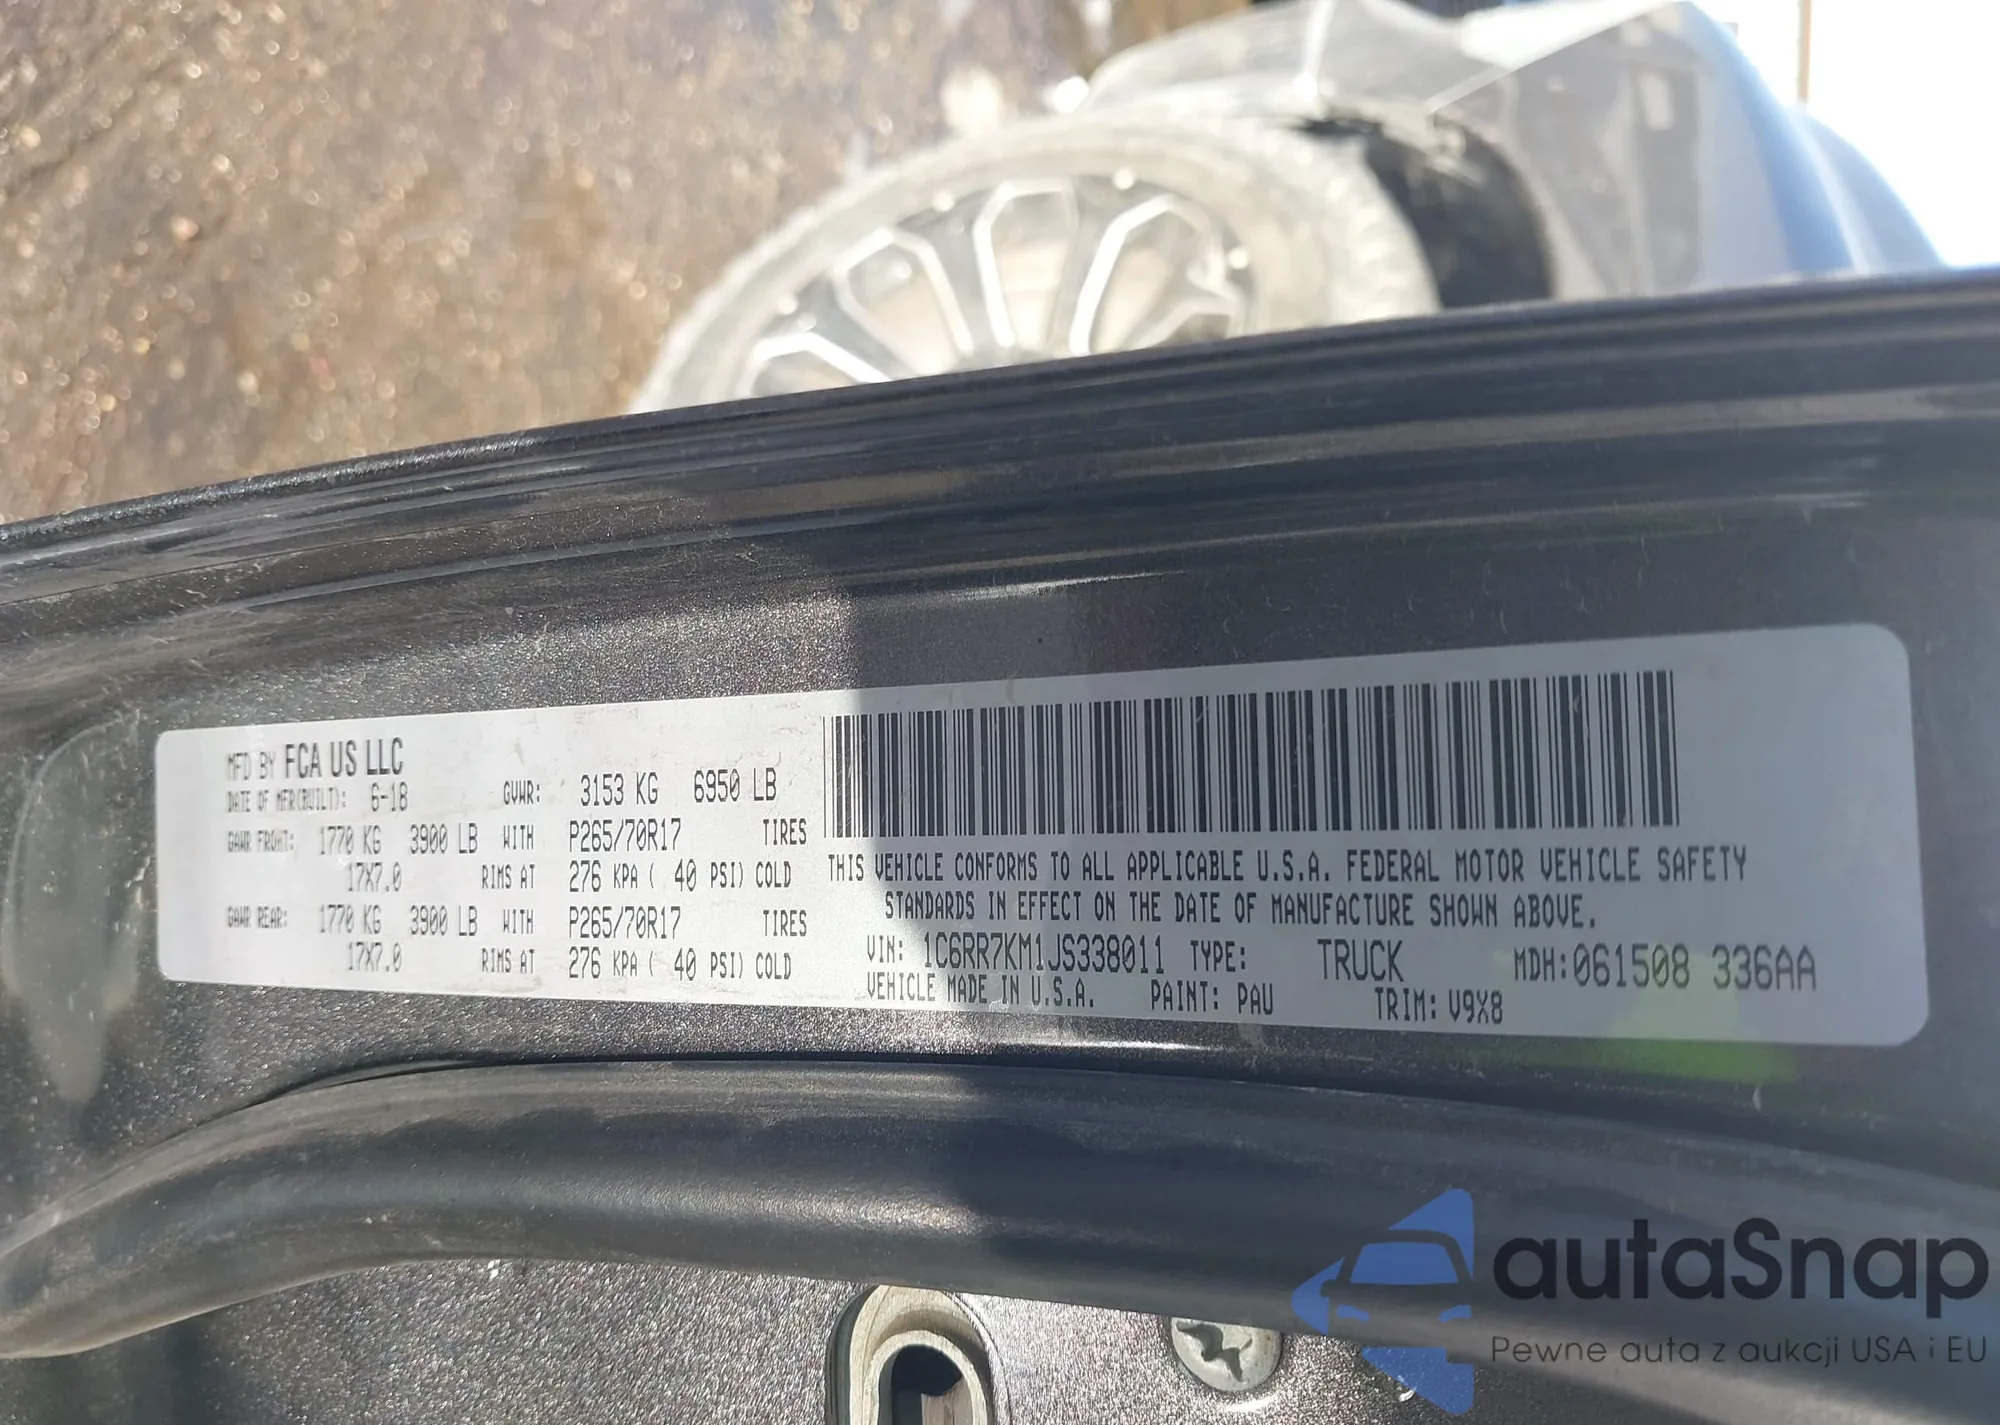 MFD BY FCA US LLC
DATE OF MFR(BUILT): 6-18 GVWR: 3153 KG 6950 LB
GAWR FRONT: 1770 KG 3900 LB WITH P265/70R17 TIRES
17X7.0 RIMS AT 276 KPA ( 40 PSI) COLD
GAWR REAR: 1770 KG 3900 LB WITH P265/70R17 TIRES
17X7.0 RIMS AT 276 KPA ( 40 PSI) COLD
THIS VEHICLE CONFORMS TO ALL APPLICABLE U.S.A. FEDERAL MOTOR VEHICLE SAFETY
STANDARDS IN EFFECT ON THE DATE OF MANUFACTURE SHOWN ABOVE.
VIN: 1C6RR7KM1JS338011 TYPE: TRUCK MDH:061508 336AA
VEHICLE MADE IN U.S.A. PAINT: PAU TRIM: V9X8
autaSnap
Pewne auta z aukcji USA i EU